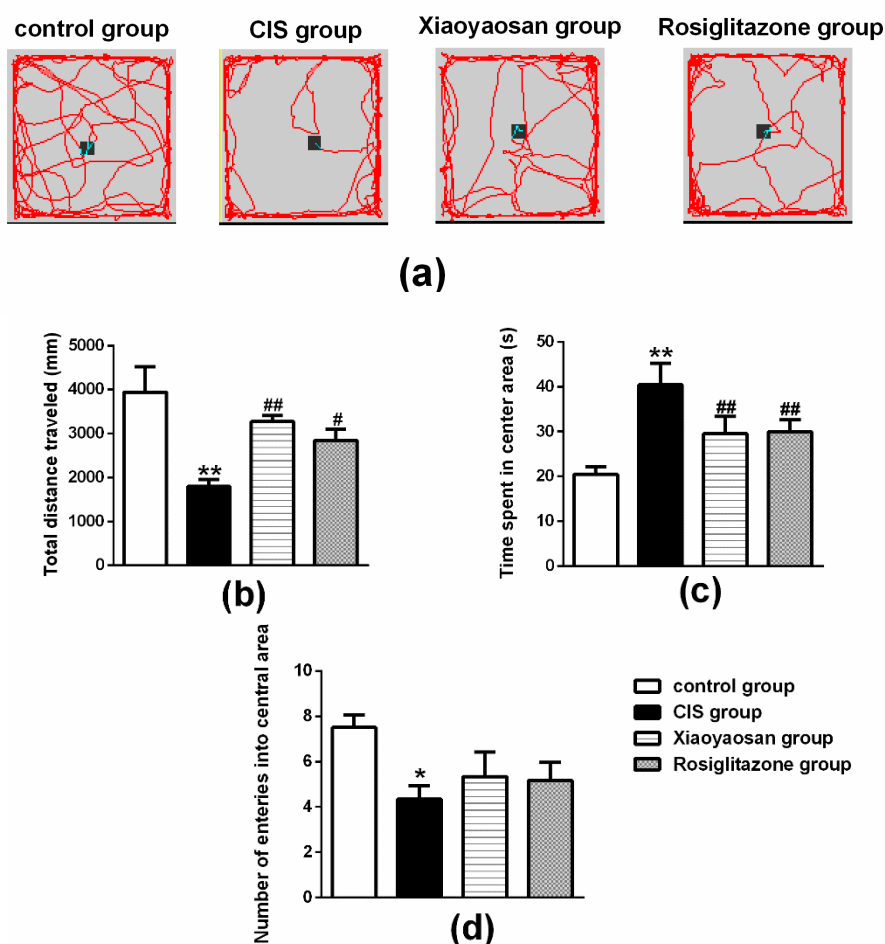 control group
CIS group
Xiaoyaosan group
Rosiglitazone group
(a)
Total distance traveled (mm)
5000
4000
3000
2000
1000
0
**
##
#
(b)
Time spent in center area (s)
50
40
30
20
10
0
**
##
##
(c)
Number of enteries into central area
10
8
6
4
2
0
*
(d)
control group
CIS group
Xiaoyaosan group
Rosiglitazone group